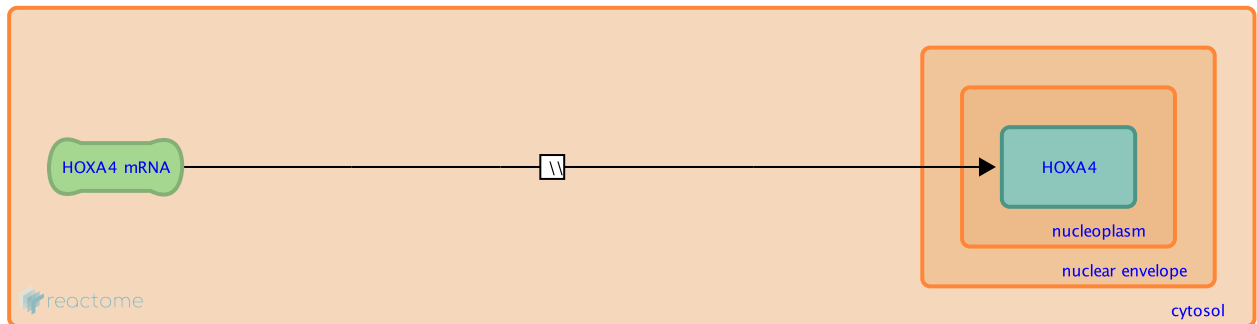 HOXA4 mRNA
\\
HOXA4
nucleoplasm
nuclear envelope
reactome
cytosol